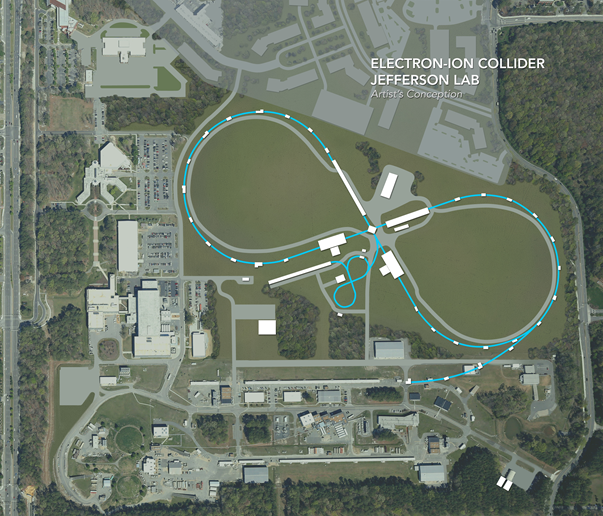 ELECTRON-ION COLLIDER
JEFFERSON LAB
Artist's Conception